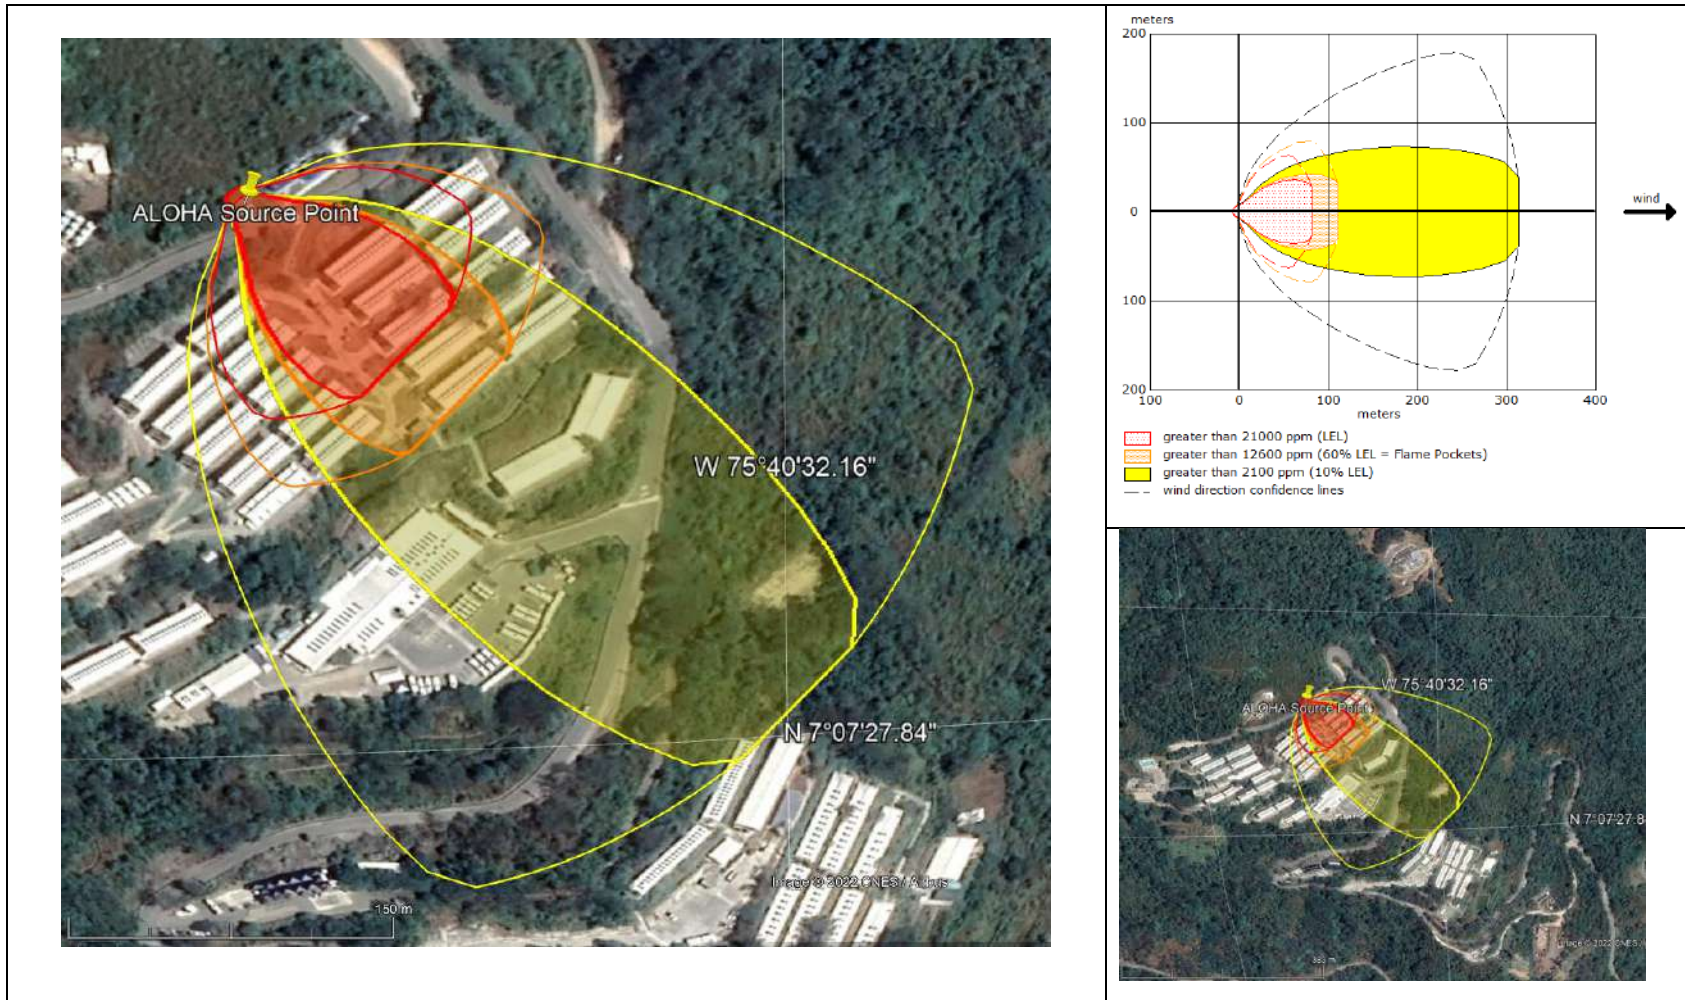 ALOHA Source Point
W 75°40'32.16"
N 7°07'27.84"
Image © 2022 CNES / Airbus
150 m
meters
200
100
0
100
200
100
0
100
200
300
400
meters
wind
greater than 21000 ppm (LEL)
greater than 12600 ppm (60% LEL = Flame Pockets)
greater than 2100 ppm (10% LEL)
wind direction confidence lines
W 75°40'32.16"
ALOHA Source Point
N 7°07'27.8
Image © 2022 CNES / A